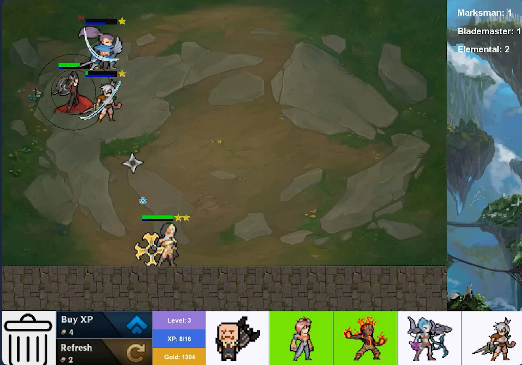 Marksman: 1
Blademaster: 1
Elemental: 2
Buy XP
4
Refresh
2
Level: 3
XP: 8/16
Gold: 1304